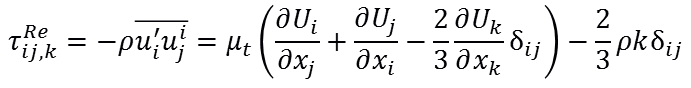 τ_{ij,k}^{Re} = −ρ\overline{u_i′u_j^i} = μ_t (∂U_i/∂x_j + ∂U_j/∂x_i − 2/3 ∂U_k/∂x_k δ_{ij}) − 2/3 ρkδ_{ij}